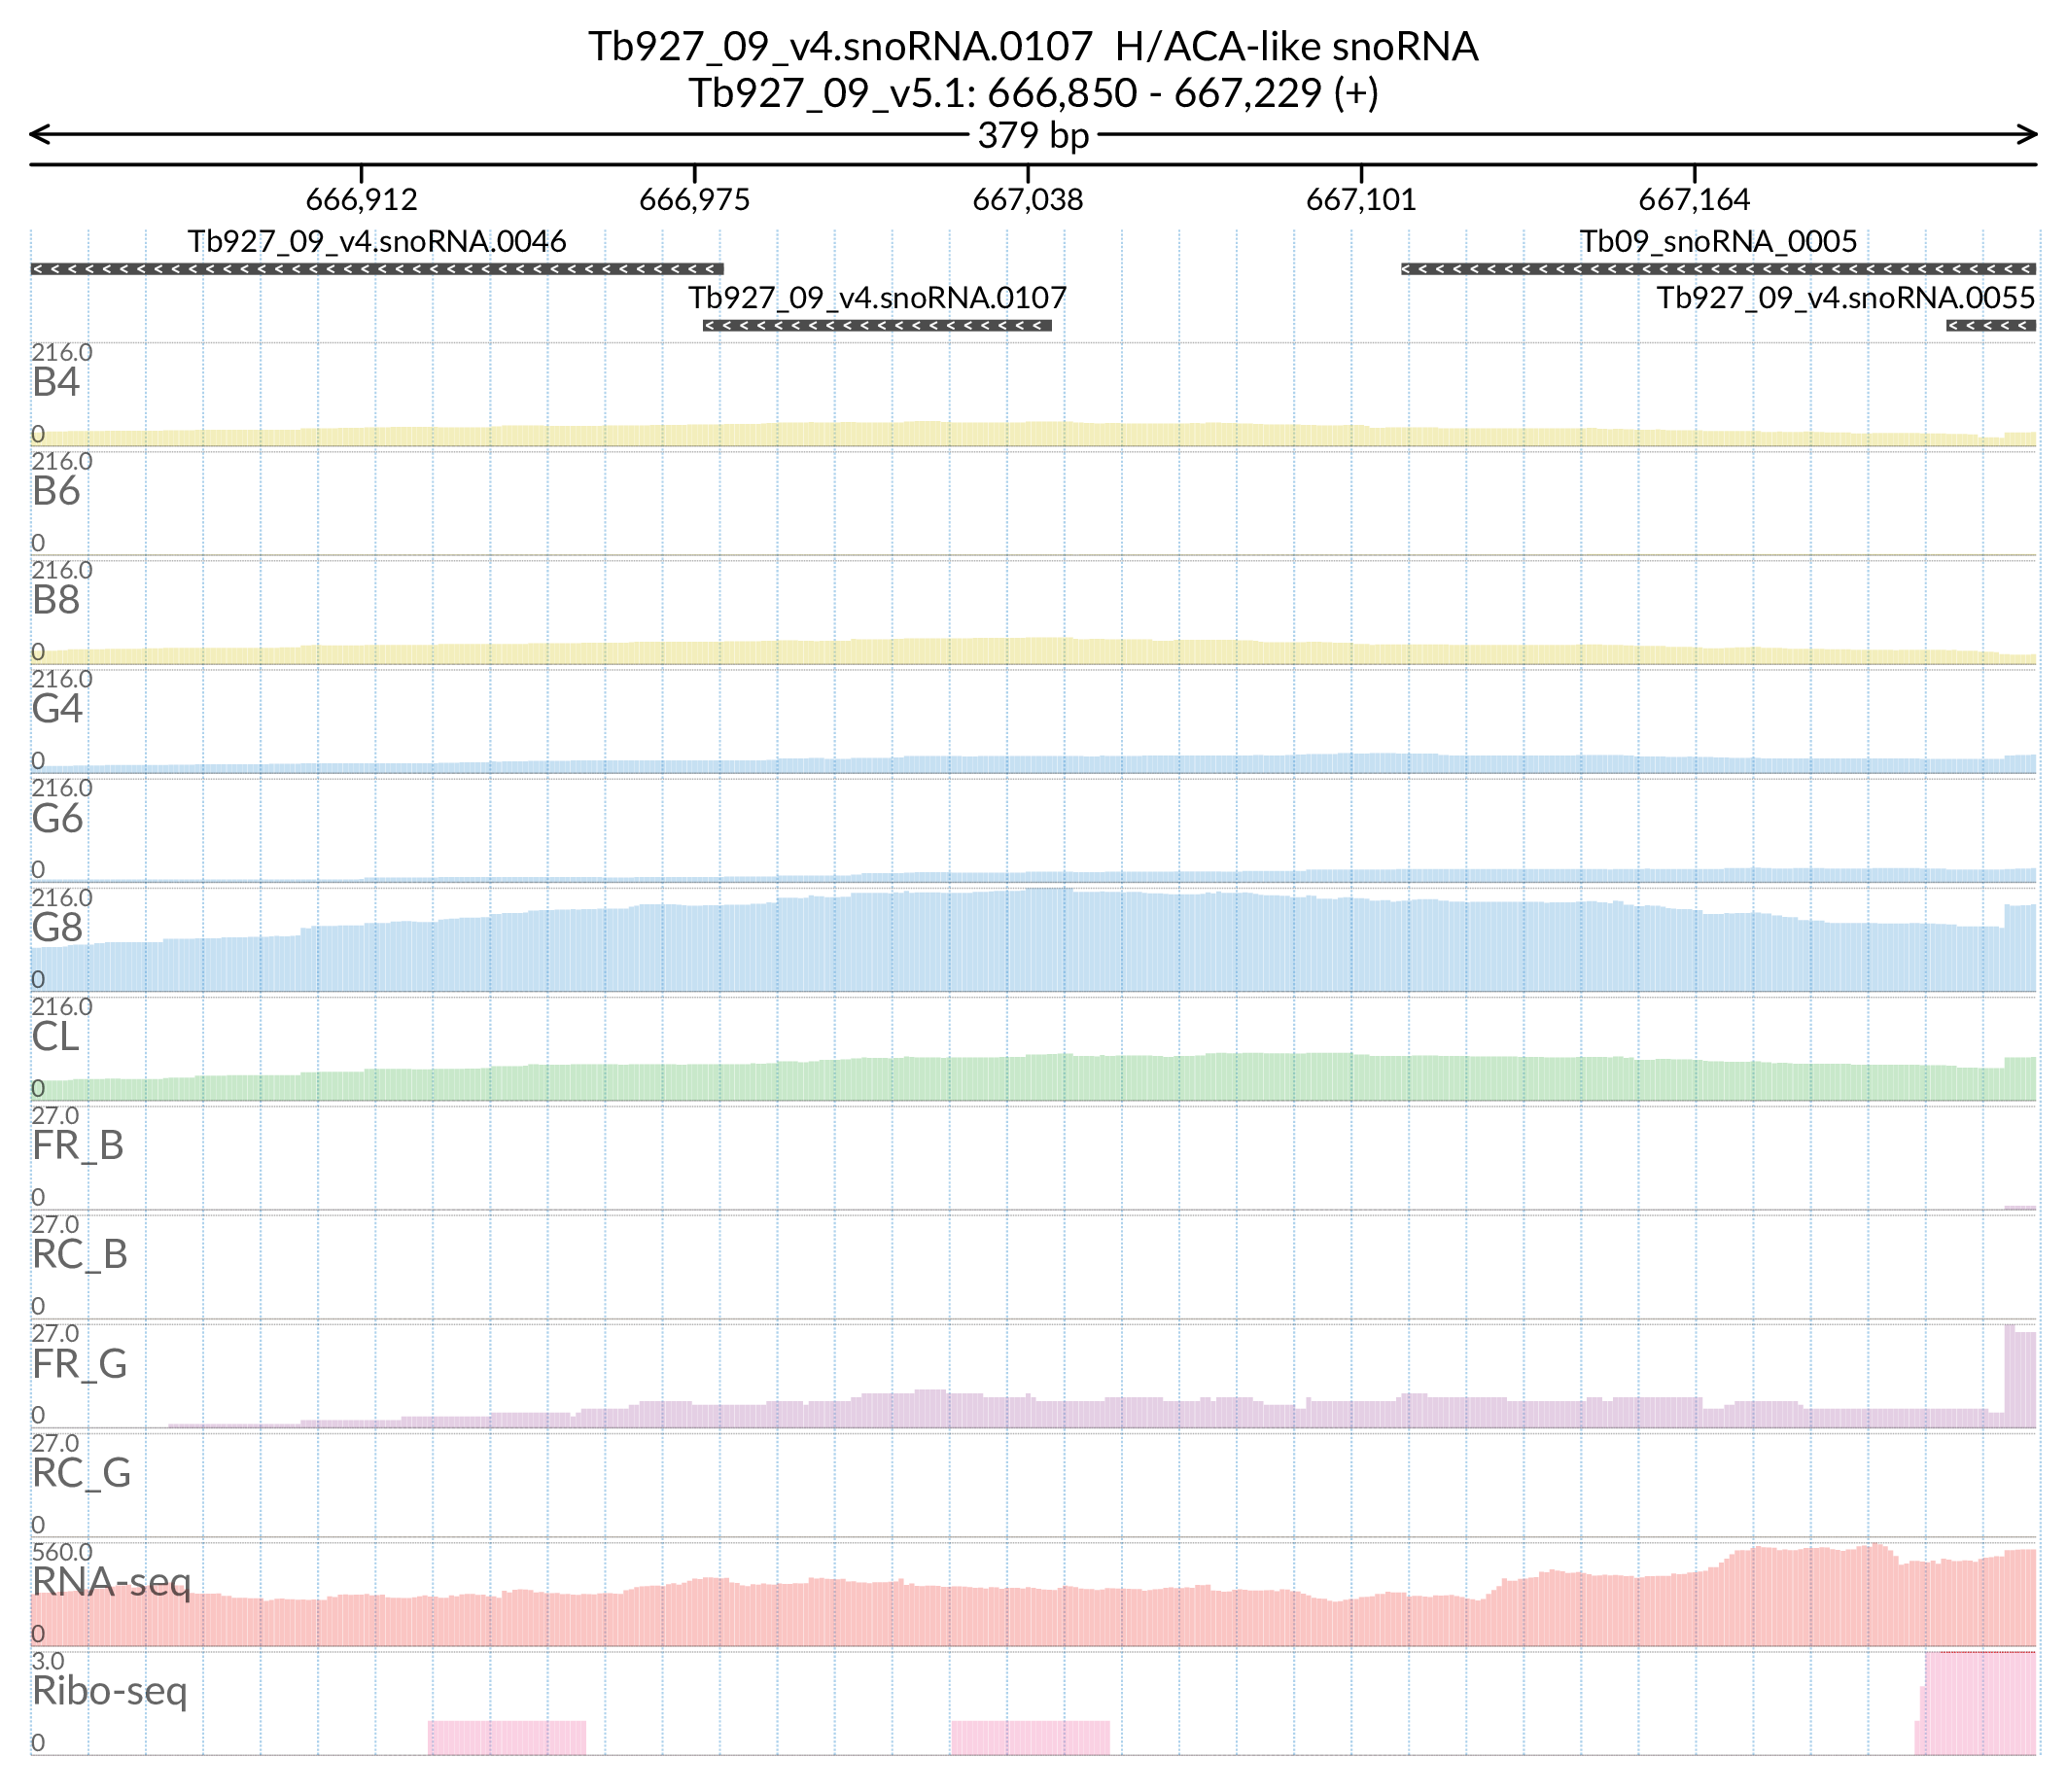 Tb927_09_v4.snoRNA.0107 H/ACA-like snoRNA
Tb927_09_v5.1: 666,850 - 667,229 (+)
379 bp
666,912 666,975 667,038 667,101 667,164
Tb927_09_v4.snoRNA.0046 Tb09_snoRNA_0005
Tb927_09_v4.snoRNA.0107 Tb927_09_v4.snoRNA.0055
216.0
B4
0
216.0
B6
0
216.0
B8
0
216.0
G4
0
216.0
G6
0
216.0
G8
0
216.0
CL
0
27.0
FR_B
0
27.0
RC_B
0
27.0
FR_G
0
27.0
RC_G
0
560.0
RNA-seq
0
3.0
Ribo-seq
0